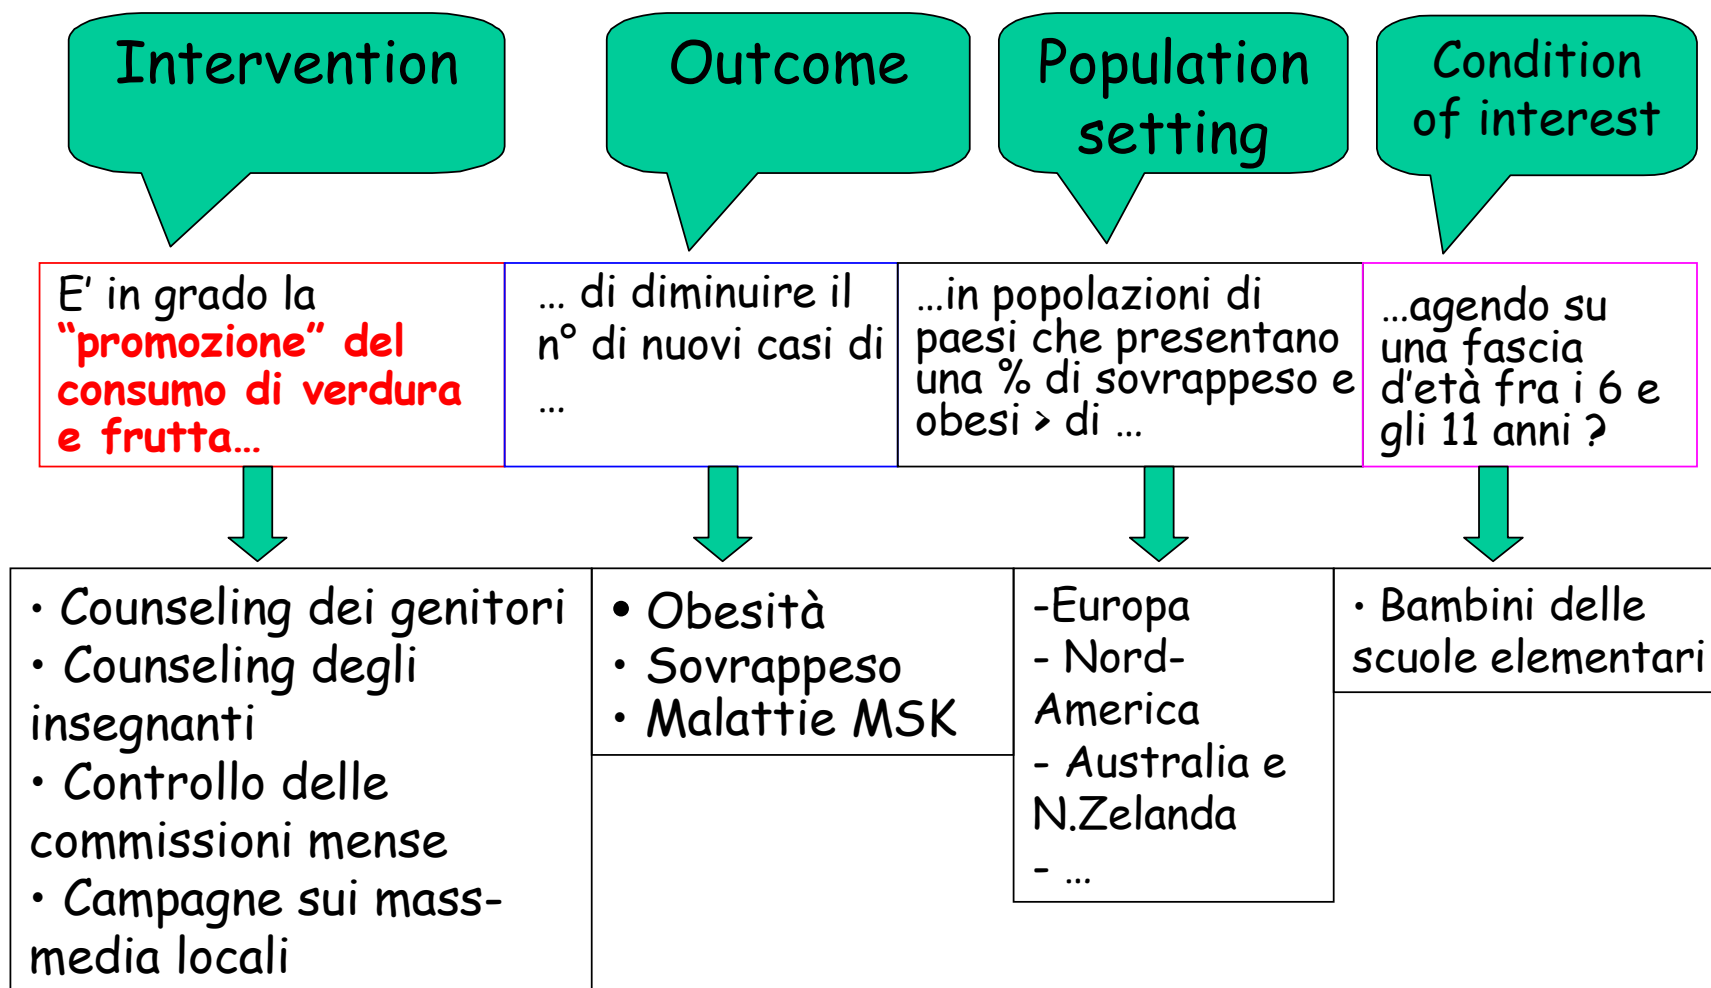 Intervention
Outcome
Population
setting
Condition
of interest
E' in grado la
“promozione” del
consumo di verdura
e frutta…
… di diminuire il
n° di nuovi casi di
…
…in popolazioni di
paesi che presentano
una % di sovrappeso e
obesi > di …
…agendo su
una fascia
d'età fra i 6 e
gli 11 anni ?
• Counseling dei genitori
• Counseling degli
insegnanti
• Controllo delle
commissioni mense
• Campagne sui mass-
media locali
• Obesità
• Sovrappeso
• Malattie MSK
-Europa
- Nord-
America
- Australia e
N.Zelanda
- …
• Bambini delle
scuole elementari